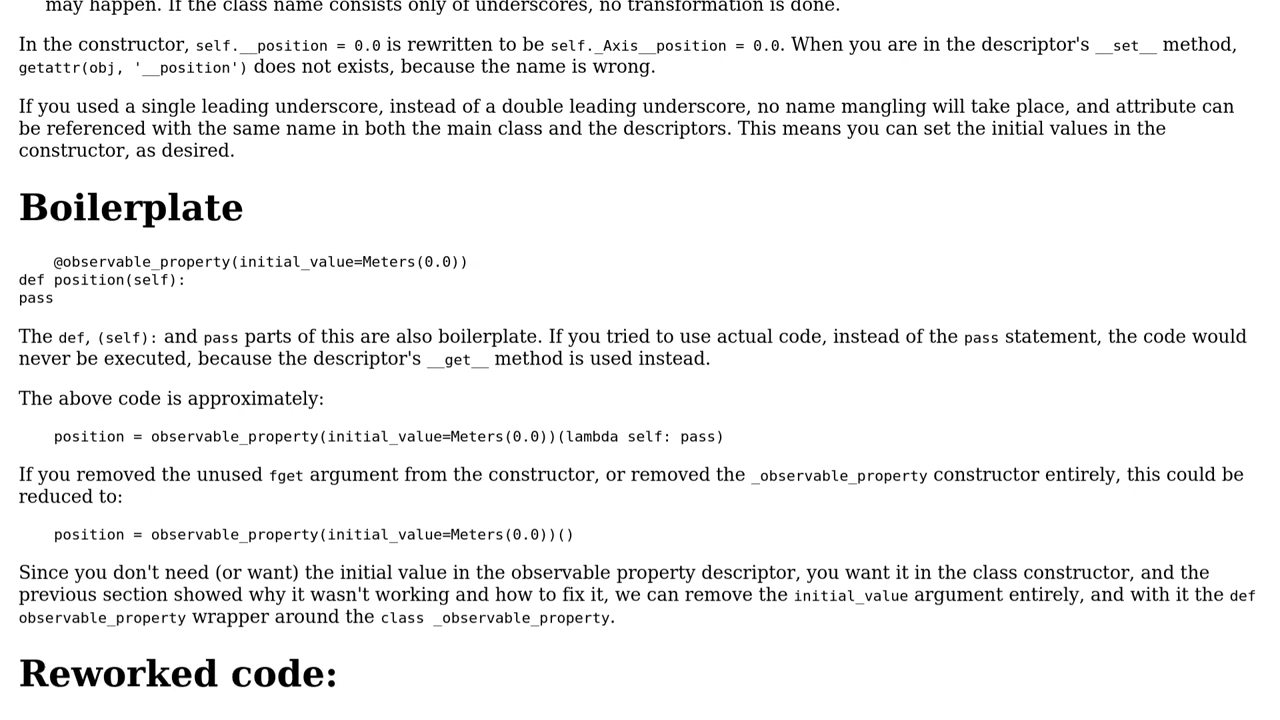 may happen. If the class name consists only of underscores, no transformation is done.
In the constructor, self.__position = 0.0 is rewritten to be self._Axis__position = 0.0. When you are in the descriptor's __set__ method,
getattr(obj, '__position') does not exists, because the name is wrong.
If you used a single leading underscore, instead of a double leading underscore, no name mangling will take place, and attribute can
be referenced with the same name in both the main class and the descriptors. This means you can set the initial values in the
constructor, as desired.
Boilerplate
@observable_property(initial_value=Meters(0.0))
def position(self):
pass
The def, (self): and pass parts of this are also boilerplate. If you tried to use actual code, instead of the pass statement, the code would
never be executed, because the descriptor's __get__ method is used instead.
The above code is approximately:
position = observable_property(initial_value=Meters(0.0))(lambda self: pass)
If you removed the unused fget argument from the constructor, or removed the _observable_property constructor entirely, this could be
reduced to:
position = observable_property(initial_value=Meters(0.0))()
Since you don't need (or want) the initial value in the observable property descriptor, you want it in the class constructor, and the
previous section showed why it wasn't working and how to fix it, we can remove the initial_value argument entirely, and with it the def
observable_property wrapper around the class _observable_property.
Reworked code: